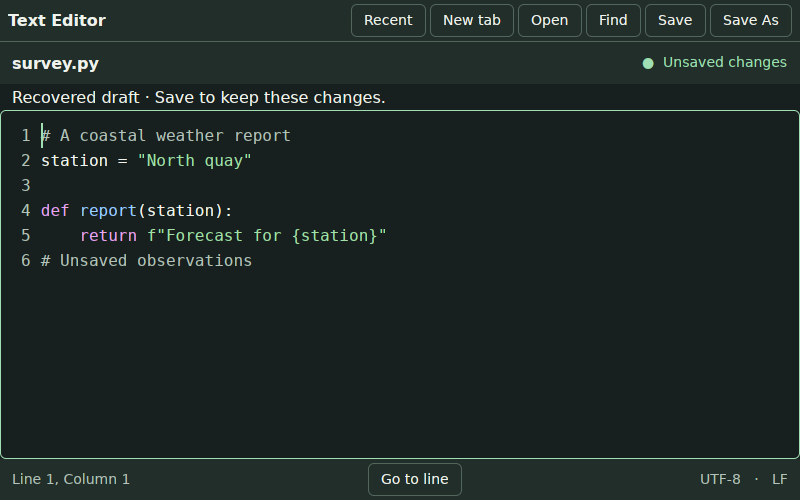 Text Editor Recent New tab Open Find Save Save As
survey.py ● Unsaved changes
Recovered draft · Save to keep these changes.
1 # A coastal weather report
2 station = "North quay"
3
4 def report(station):
5     return f"Forecast for {station}"
6 # Unsaved observations
Line 1, Column 1 Go to line UTF-8 · LF